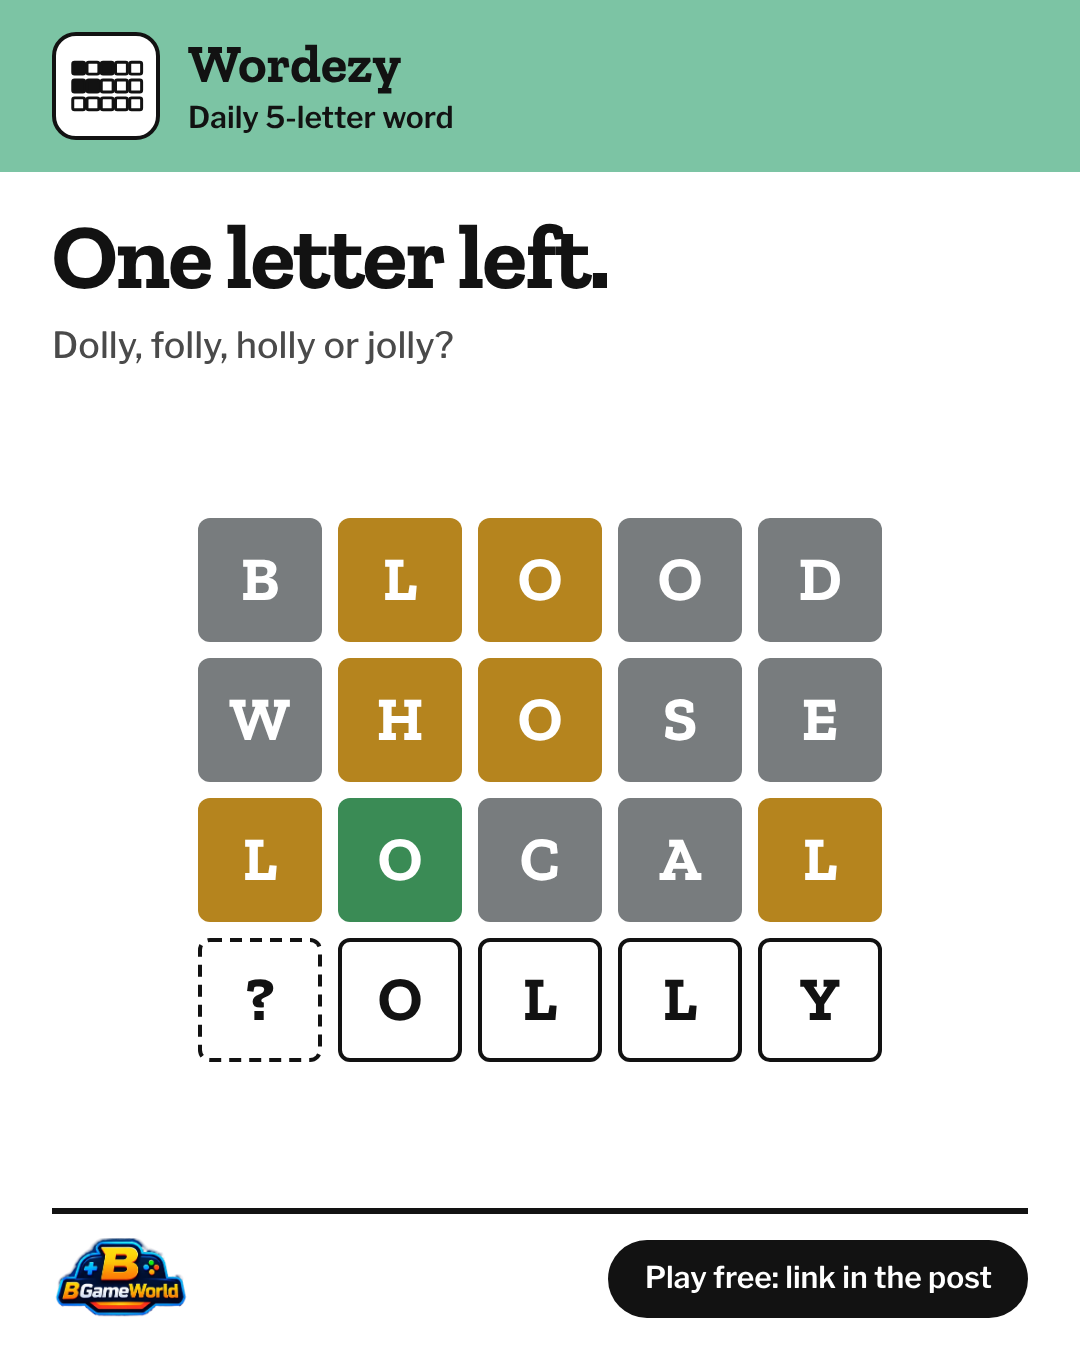 Wordezy
Daily 5-letter word
One letter left.
Dolly, folly, holly or jolly?
B L O O D
W H O S E
L O C A L
? O L L Y
B
BGameWorld
Play free: link in the post